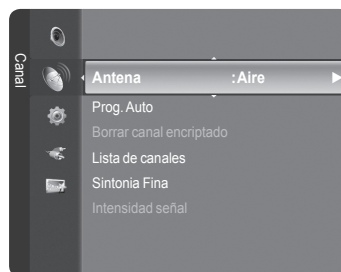 Canal
Antena :Aire
Prog. Auto
Borrar canal encriptado
Lista de canales
Sintonia Fina
Intensidad señal